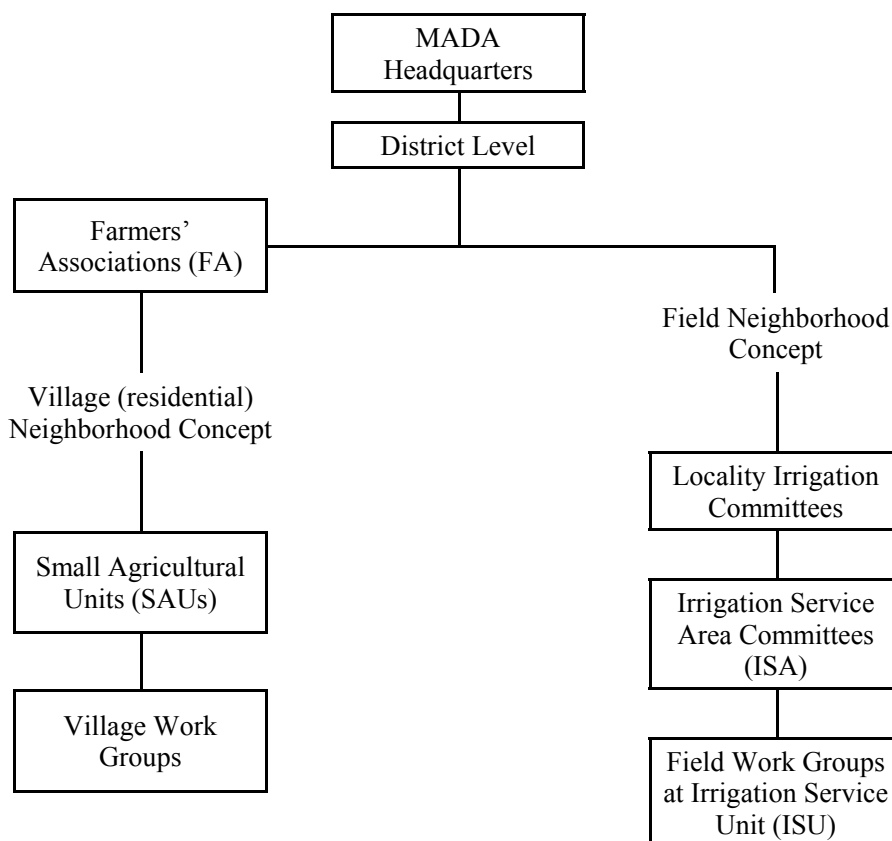 MADA
Headquarters
District Level
Farmers’
Associations (FA)
Village (residential)
Neighborhood Concept
Small Agricultural
Units (SAUs)
Village Work
Groups
Field Neighborhood
Concept
Locality Irrigation
Committees
Irrigation Service
Area Committees
(ISA)
Field Work Groups
at Irrigation Service
Unit (ISU)